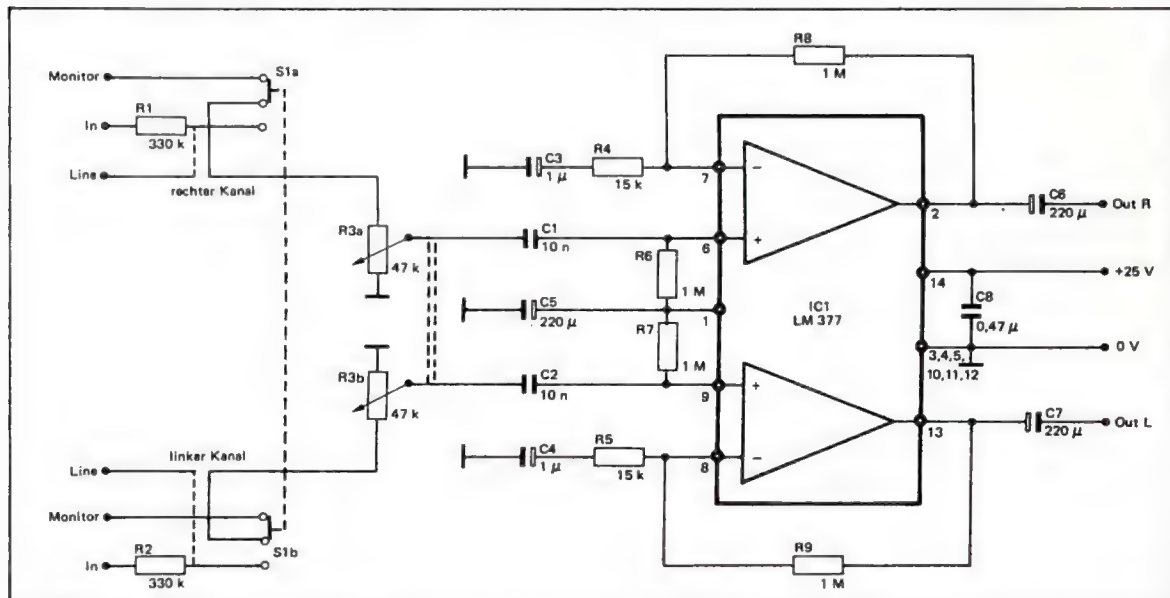 Monitor
S1a
R1
In
330 k
Line
rechter Kanal
R3a
47 k
R3b
47 k
linker Kanal
Line
Monitor
S1b
R2
In
330 k
R8
1 M
C3
1 µ
R4
15 k
7
C1
10 n
6
R6
1 M
C5
220 µ
1
R7
1 M
C2
10 n
9
C4
1 µ
R5
15 k
8
−
+
IC1
LM 377
+
−
2
C6
220 µ
Out R
14
+25 V
C8
0,47 µ
0 V
3,4,5,
10,11,12
13
C7
220 µ
Out L
R9
1 M